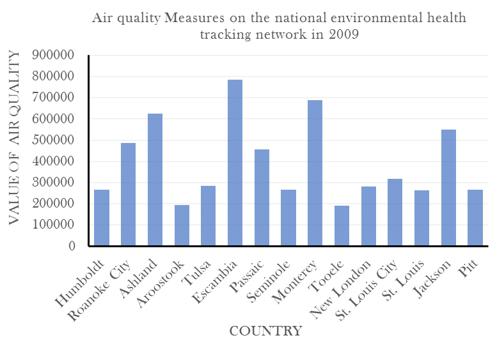 Air quality Measures on the national environmental health
tracking network in 2009
VALUE OF AIR QUALITY
900000
800000
700000
600000
500000
400000
300000
200000
100000
0
Humboldt
Roanoke City
Ashland
Aroostook
Tulsa
Escambia
Passaic
Seminole
Monterey
Tooele
New London
St. Louis City
St. Louis
Jackson
Pitt
COUNTRY